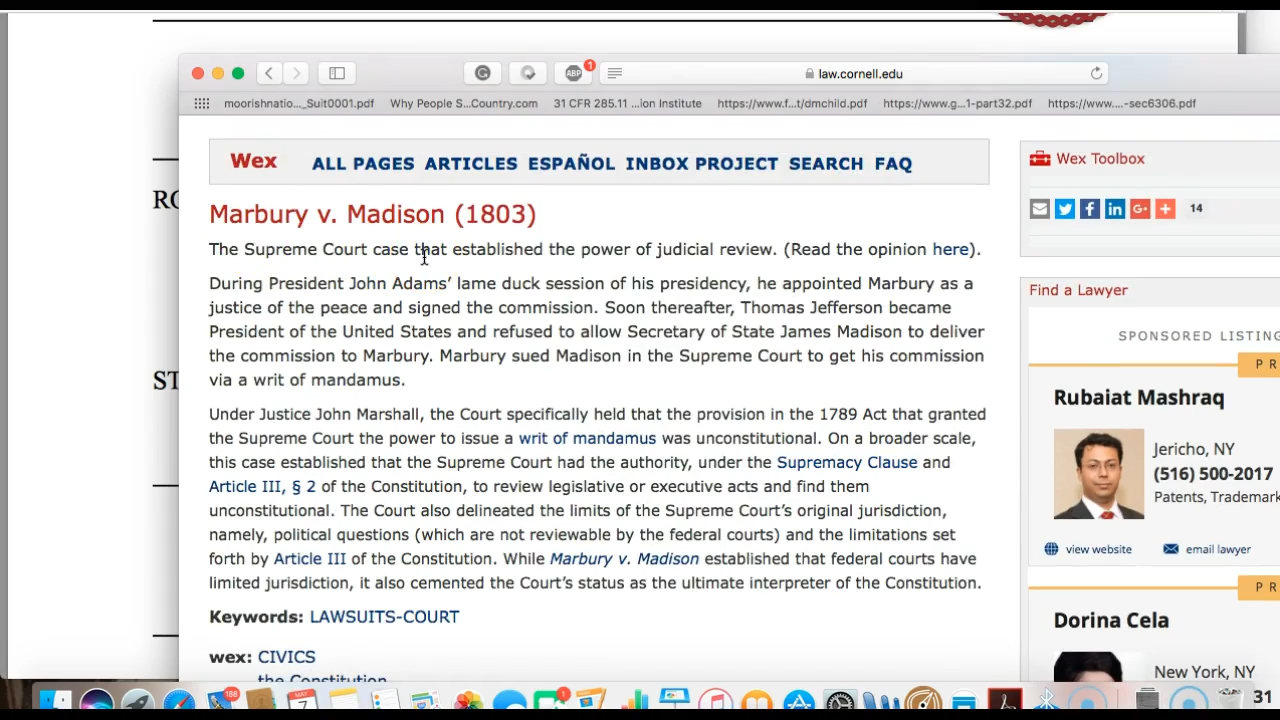 law.cornell.edu
ABP
1
moorishnatio..._Suit0001.pdf Why People S...Country.com 31 CFR 285.11 ...ion Institute https://www.f...t/dmchild.pdf https://www.g...1-part32.pdf https://www....-sec6306.pdf
Wex ALL PAGES ARTICLES ESPAÑOL INBOX PROJECT SEARCH FAQ
Marbury v. Madison (1803)
The Supreme Court case that established the power of judicial review. (Read the opinion here).
During President John Adams’ lame duck session of his presidency, he appointed Marbury as a
justice of the peace and signed the commission. Soon thereafter, Thomas Jefferson became
President of the United States and refused to allow Secretary of State James Madison to deliver
the commission to Marbury. Marbury sued Madison in the Supreme Court to get his commission
via a writ of mandamus.
Under Justice John Marshall, the Court specifically held that the provision in the 1789 Act that granted
the Supreme Court the power to issue a writ of mandamus was unconstitutional. On a broader scale,
this case established that the Supreme Court had the authority, under the Supremacy Clause and
Article III, § 2 of the Constitution, to review legislative or executive acts and find them
unconstitutional. The Court also delineated the limits of the Supreme Court’s original jurisdiction,
namely, political questions (which are not reviewable by the federal courts) and the limitations set
forth by Article III of the Constitution. While Marbury v. Madison established that federal courts have
limited jurisdiction, it also cemented the Court’s status as the ultimate interpreter of the Constitution.
Keywords: LAWSUITS-COURT
wex: CIVICS
the Constitution
Wex Toolbox
14
Find a Lawyer
SPONSORED LISTING
P R
Rubaiat Mashraq
Jericho, NY
(516) 500-2017
Patents, Trademark
view website email lawyer
P R
Dorina Cela
New York, NY
RO
ST
186
MAY
7
1
31